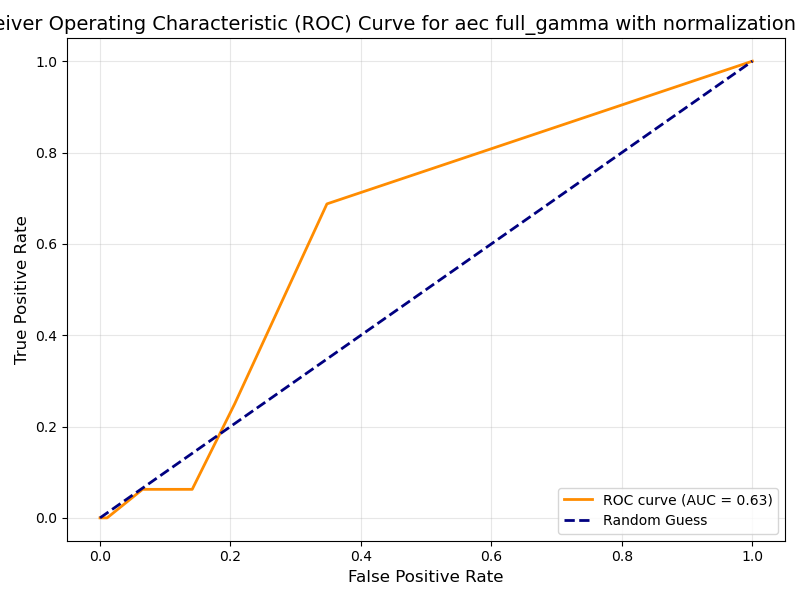 eiver Operating Characteristic (ROC) Curve for aec full_gamma with normalization
1.0
0.8
0.6
0.4
0.2
0.0
True Positive Rate
0.0 0.2 0.4 0.6 0.8 1.0
False Positive Rate
ROC curve (AUC = 0.63)
Random Guess